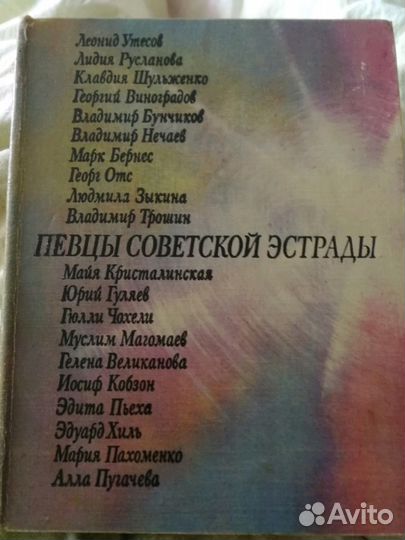 Леонид Утесов
Лидия Русланова
Клавдия Шульженко
Георгий Виноградов
Владимир Бунчиков
Владимир Нечаев
Марк Бернес
Георг Отс
Людмила Зыкина
Владимир Трошин
ПЕВЦЫ СОВЕТСКОЙ ЭСТРАДЫ
Майя Кристалинская
Юрий Гуляев
Гюлли Чохели
Муслим Магомаев
Гелена Великанова
Иосиф Кобзон
Эдита Пьеха
Эдуард Хиль
Мария Пахоменко
Алла Пугачева
Avito